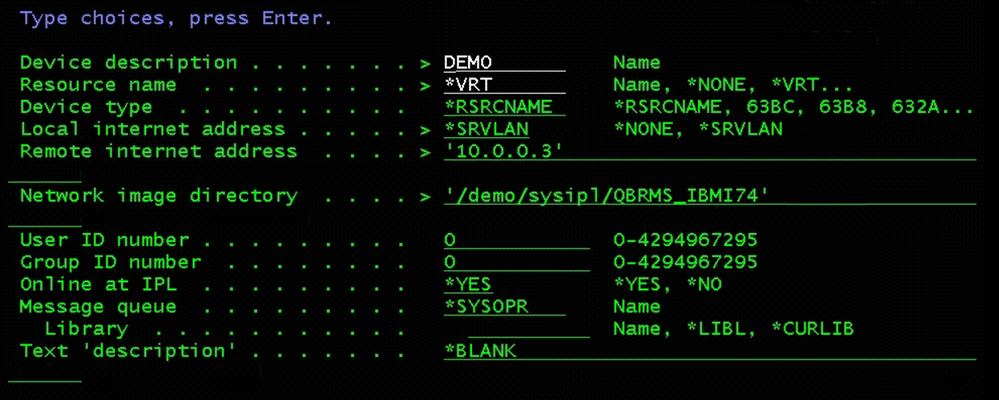 Type choices, press Enter.
Device description . . . . . . . > DEMO Name
Resource name . . . . . . . . . > *VRT Name, *NONE, *VRT...
Device type . . . . . . . . . . *RSRCNAME *RSRCNAME, 63BC, 63B8, 632A...
Local internet address . . . . . > *SRVLAN *NONE, *SRVLAN
Remote internet address . . . . > '10.0.0.3'
Network image directory . . . . > '/demo/sysipl/QBRMS_IBMI74'
User ID number . . . . . . . . . 0 0-4294967295
Group ID number . . . . . . . . 0 0-4294967295
Online at IPL . . . . . . . . . *YES *YES, *NO
Message queue . . . . . . . . . *SYSOPR Name
Library . . . . . . . . . . . Name, *LIBL, *CURLIB
Text 'description' . . . . . . . *BLANK